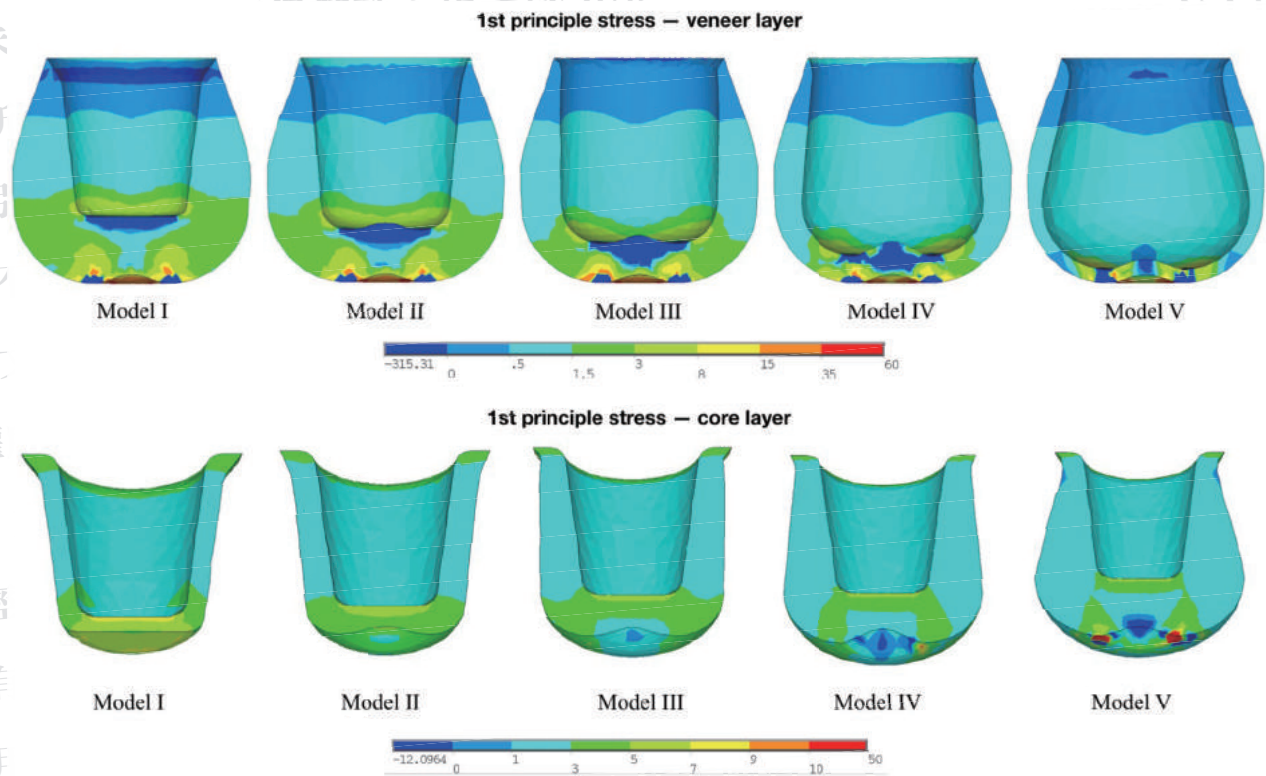 1st principle stress — veneer layer
Model I
Model II
Model III
Model IV
Model V
-315.31 0 .5 1.5 3 8 15 35 60
1st principle stress — core layer
Model I
Model II
Model III
Model IV
Model V
-12.0964 0 1 3 5 7 9 10 50